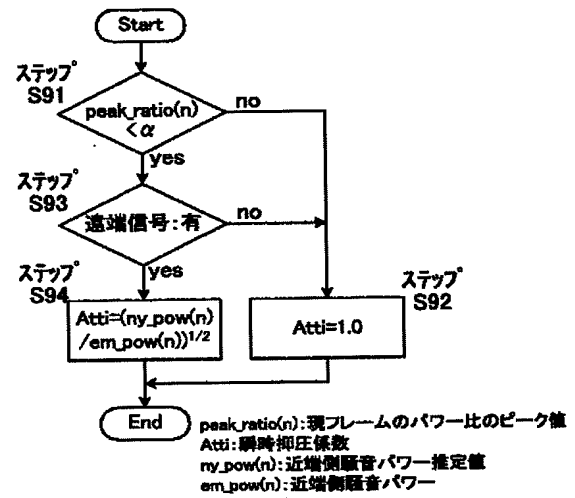 Start
ステップ
S91
peak_ratio(n)
<α
no
yes
ステップ
S93
遠端信号:有
no
yes
ステップ
S94
Atti=(ny_pow(n)
/em_pow(n))1/2
ステップ
S92
Atti=1.0
End
peak_ratio(n):現フレームのパワー比のピーク値
Atti:瞬時抑圧係数
ny_pow(n):近端側騒音パワー推定値
em_pow(n):近端側騒音パワー